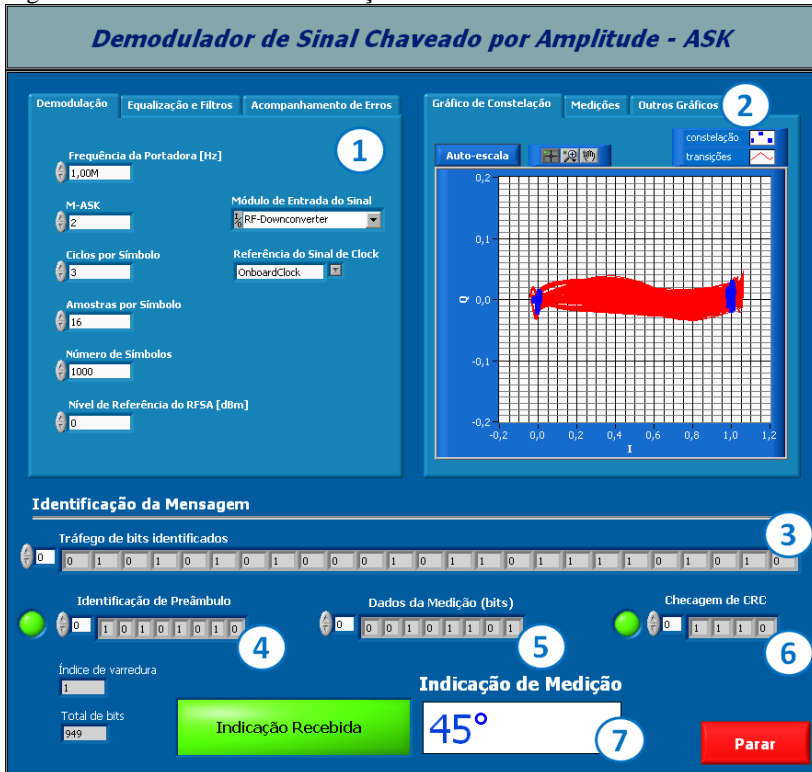 Demodulador de Sinal Chaveado por Amplitude - ASK
Demodulação Equalização e Filtros Acompanhamento de Erros
1
Frequência da Portadora [Hz]
1,00M
M-ASK
2
Módulo de Entrada do Sinal
RF-Downconverter
Ciclos por Símbolo
3
Referência do Sinal de Clock
OnboardClock
Amostras por Símbolo
16
Número de Símbolos
1000
Nível de Referência do RFSA [dBm]
0
Gráfico de Constelação Medições Outros Gráficos
2
constelação
transições
Auto-escala
0,2
0,1
Q 0,0
-0,1
-0,2
-0,2 0,0 0,2 0,4 0,6 0,8 1,0 1,2
I
Identificação da Mensagem
3
Tráfego de bits identificados
0 0 1 0 1 0 1 0 1 0 0 0 1 0 1 1 0 1 1 1 1 0 1 0
Identificação de Preâmbulo
0 1 0 1 0 1 0 1 0
4
Dados da Medição (bits)
0 0 0 1 0 1 1 0 1
5
Checagem de CRC
0 1 1 1 0
6
Índice de varredura
1
Total de bits
949
Indicação Recebida
Indicação de Medição
45°
7
Parar